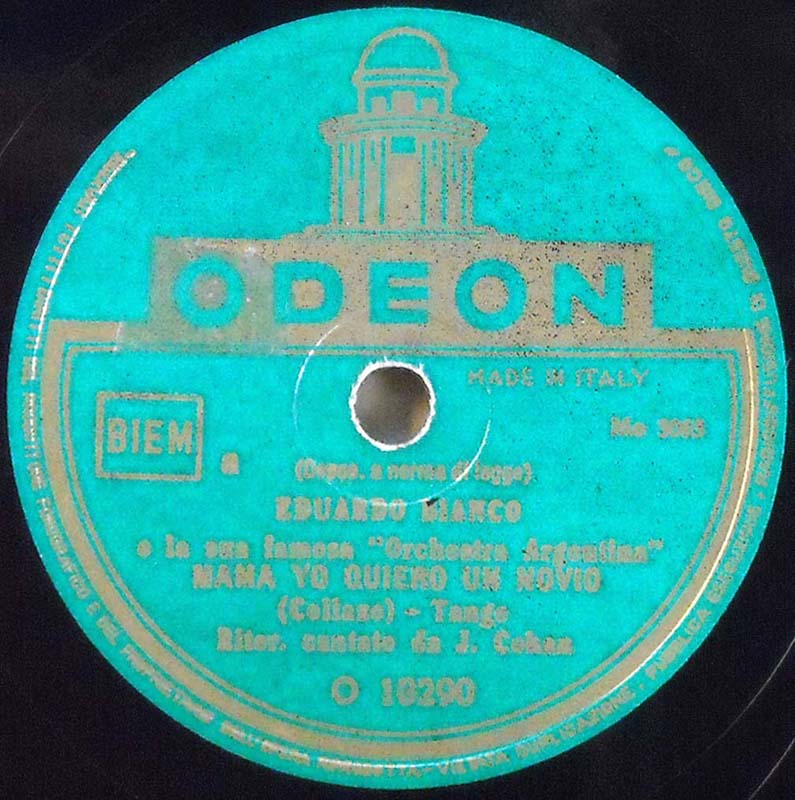 ODEON
MADE IN ITALY
BIEM
a
(Depos. a norma di legge)
EDUARDO BIANCO
e la sua famosa "Orchestra Argentina"
MAMA YO QUIERO UN NOVIO
(Collazo) - Tango
Ritor. cantato da J. Cohan
O 10290